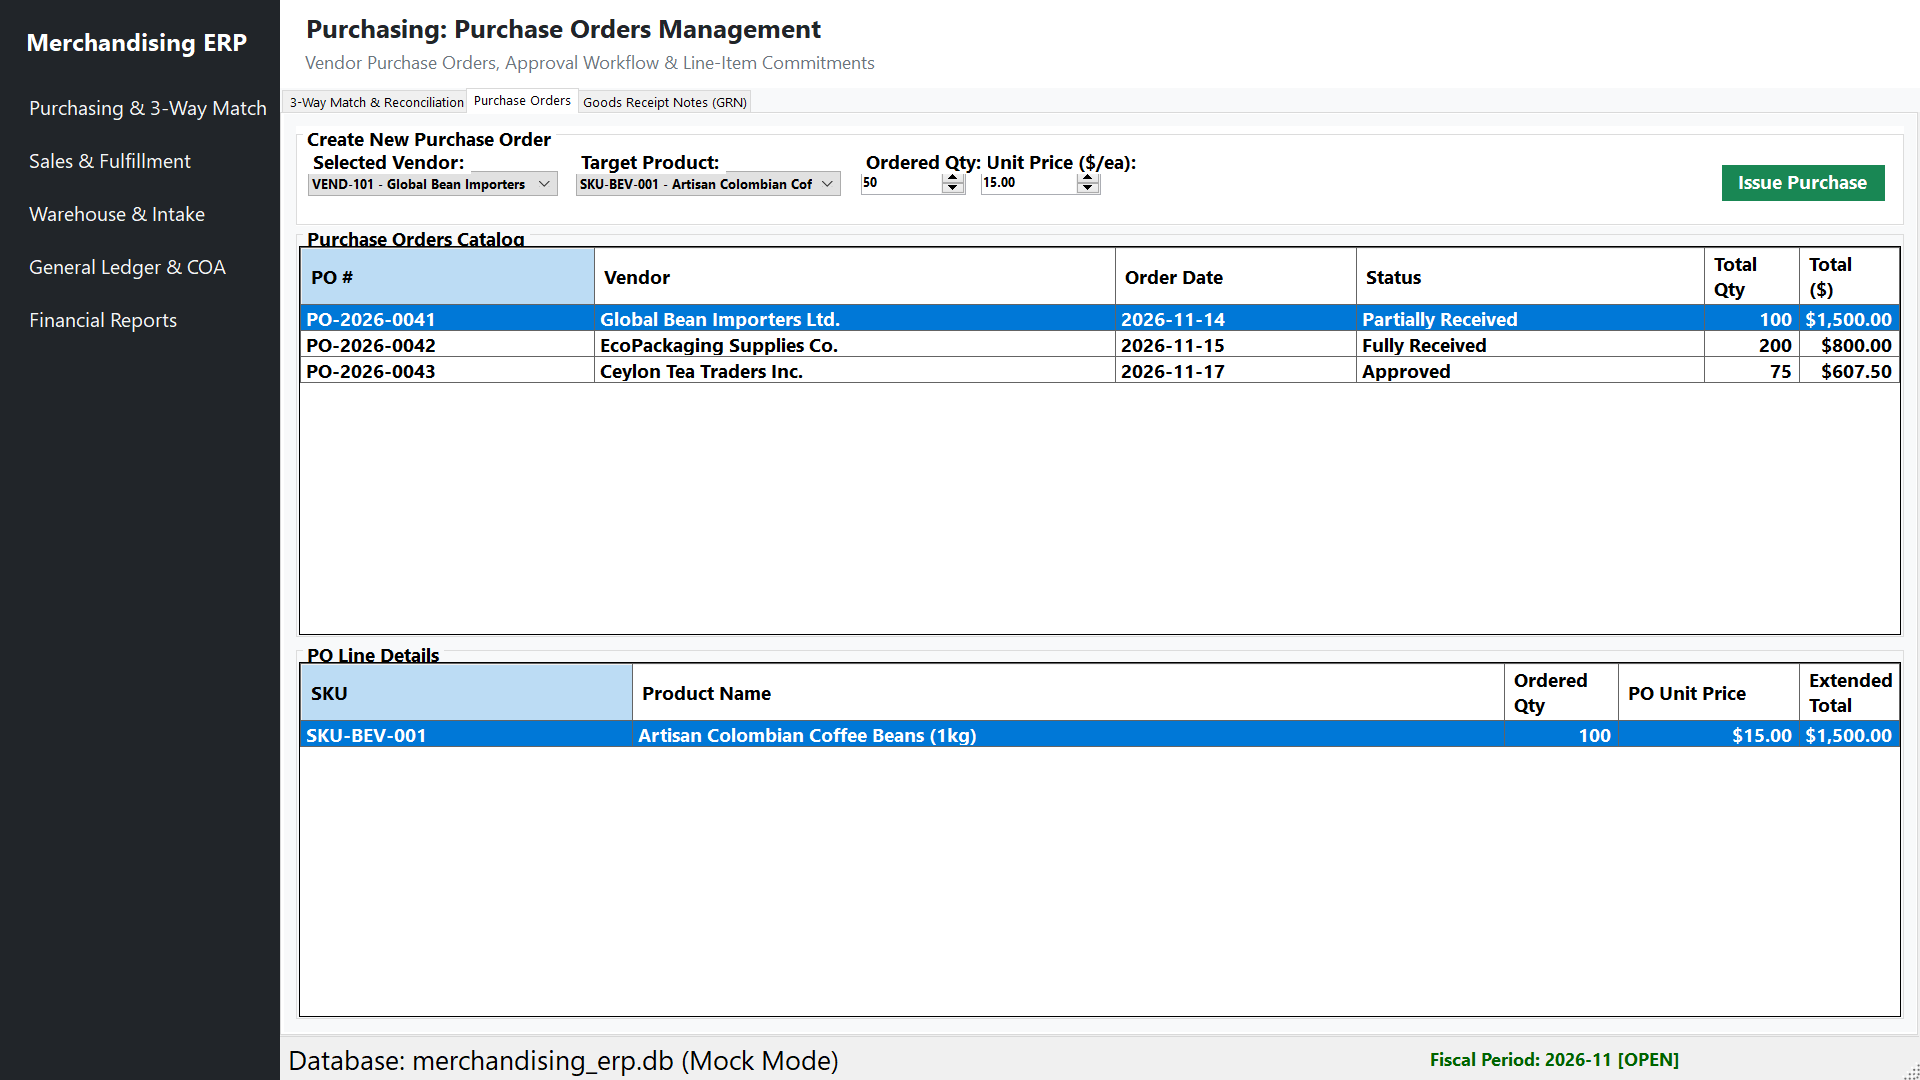 Merchandising ERP
Purchasing & 3-Way Match
Sales & Fulfillment
Warehouse & Intake
General Ledger & COA
Financial Reports
Purchasing: Purchase Orders Management
Vendor Purchase Orders, Approval Workflow & Line-Item Commitments
3-Way Match & Reconciliation Purchase Orders Goods Receipt Notes (GRN)
Create New Purchase Order
Selected Vendor: Target Product: Ordered Qty: Unit Price ($/ea):
VEND-101 - Global Bean Importers SKU-BEV-001 - Artisan Colombian Cof 50 15.00
Issue Purchase
Purchase Orders Catalog
PO # Vendor Order Date Status Total Qty Total ($)
PO-2026-0041 Global Bean Importers Ltd. 2026-11-14 Partially Received 100 $1,500.00
PO-2026-0042 EcoPackaging Supplies Co. 2026-11-15 Fully Received 200 $800.00
PO-2026-0043 Ceylon Tea Traders Inc. 2026-11-17 Approved 75 $607.50
PO Line Details
SKU Product Name Ordered Qty PO Unit Price Extended Total
SKU-BEV-001 Artisan Colombian Coffee Beans (1kg) 100 $15.00 $1,500.00
Database: merchandising_erp.db (Mock Mode)
Fiscal Period: 2026-11 [OPEN]